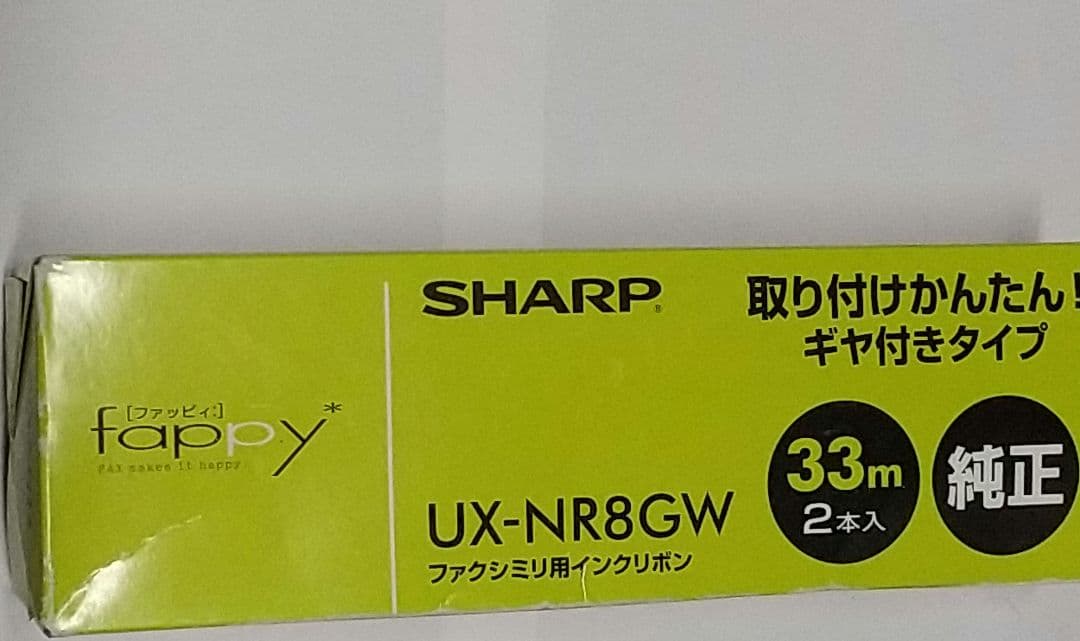 [ファッピィ:]
fappy*
FAX makes it happy
SHARP®
UX-NR8GW
ファクシミリ用インクリボン
取り付けかんたん!
ギヤ付きタイプ
33m
2本入
純正